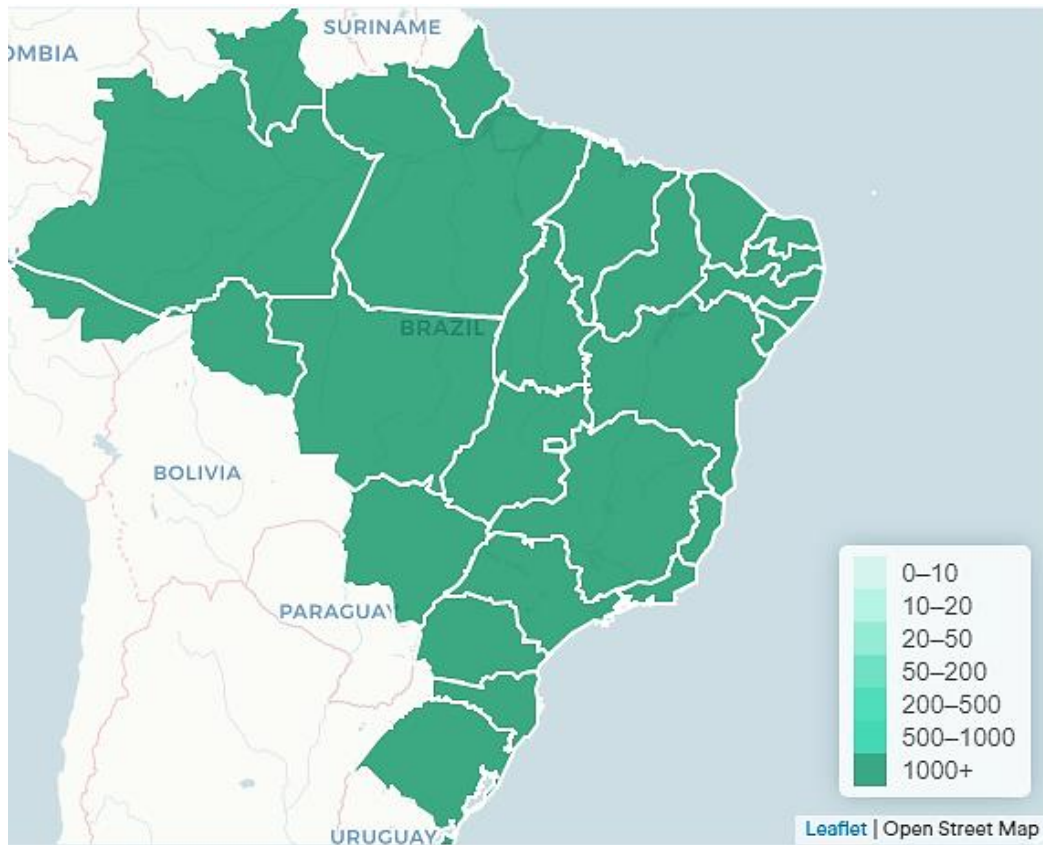 SURINAME
OMBIA
BRAZIL
BOLIVIA
PARAGUAY
URUGUAY
0–10
10–20
20–50
50–200
200–500
500–1000
1000+
Leaflet | Open Street Map